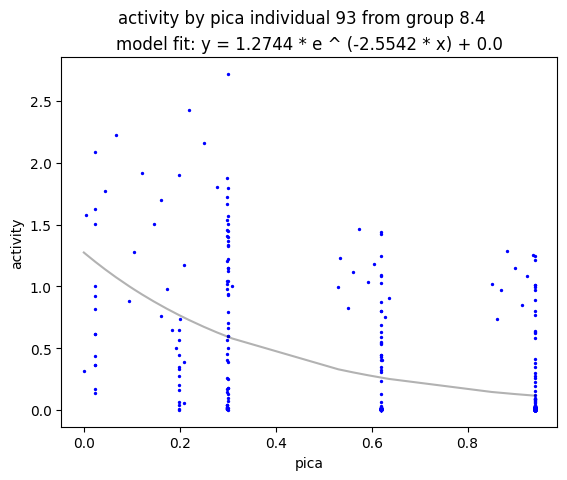 activity by pica individual 93 from group 8.4
model fit: y = 1.2744 * e ^ (-2.5542 * x) + 0.0
2.5
2.0
1.5
1.0
0.5
0.0
activity
0.0 0.2 0.4 0.6 0.8
pica